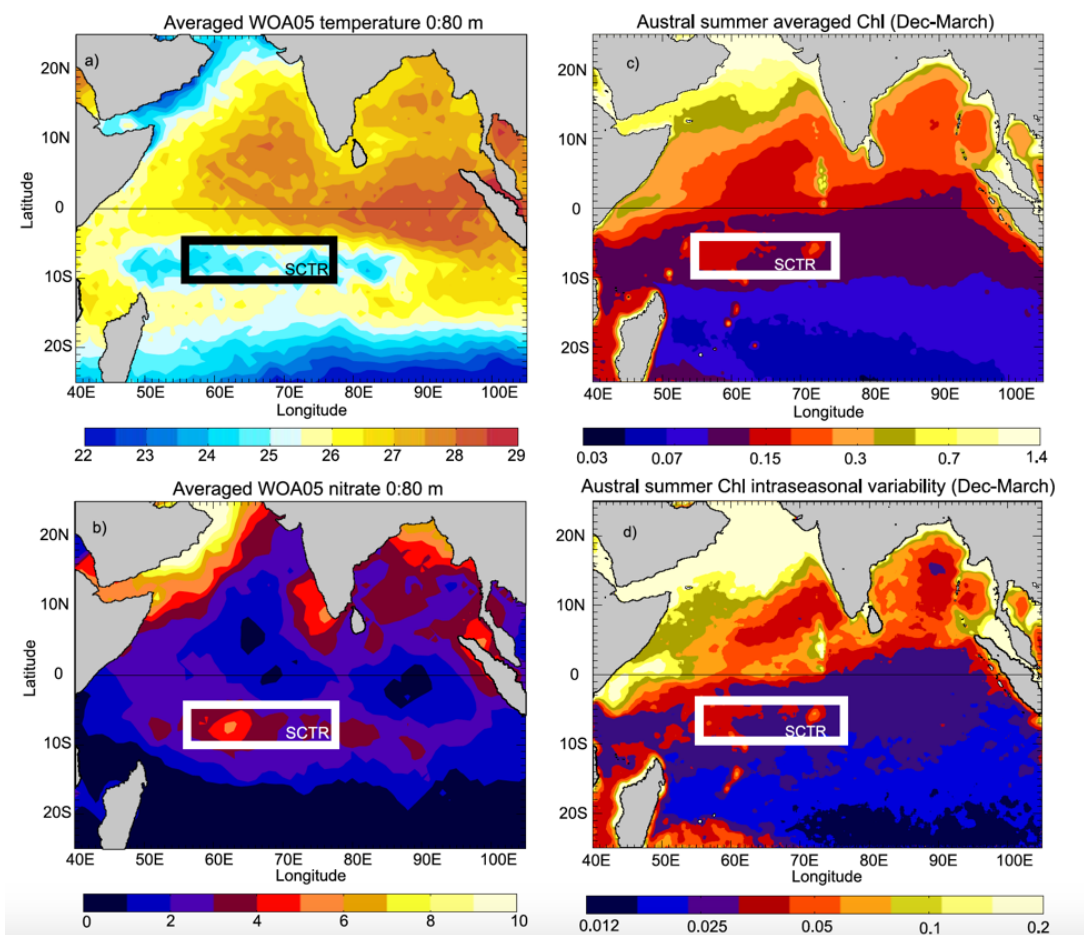 Averaged WOA05 temperature 0:80 m
a)
20N
10N
0
10S
20S
Latitude
SCTR
40E 50E 60E 70E 80E 90E 100E
Longitude
22 23 24 25 26 27 28 29
Austral summer averaged Chl (Dec-March)
c)
20N
10N
0
10S
20S
SCTR
40E 50E 60E 70E 80E 90E 100E
Longitude
0.03 0.07 0.15 0.3 0.7 1.4
Averaged WOA05 nitrate 0:80 m
b)
20N
10N
0
10S
20S
Latitude
SCTR
40E 50E 60E 70E 80E 90E 100E
Longitude
0 2 4 6 8 10
Austral summer Chl intraseasonal variability (Dec-March)
d)
20N
10N
0
10S
20S
SCTR
40E 50E 60E 70E 80E 90E 100E
Longitude
0.012 0.025 0.05 0.1 0.2